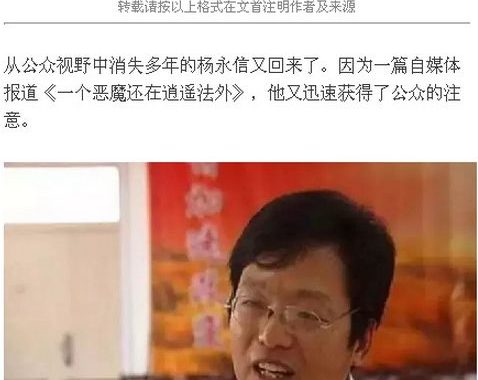 转载请按以上格式在文首注明作者及来源
从公众视野中消失多年的杨永信又回来了。因为一篇自媒体
报道《一个恶魔还在逍遥法外》，他又迅速获得了公众的注
意。